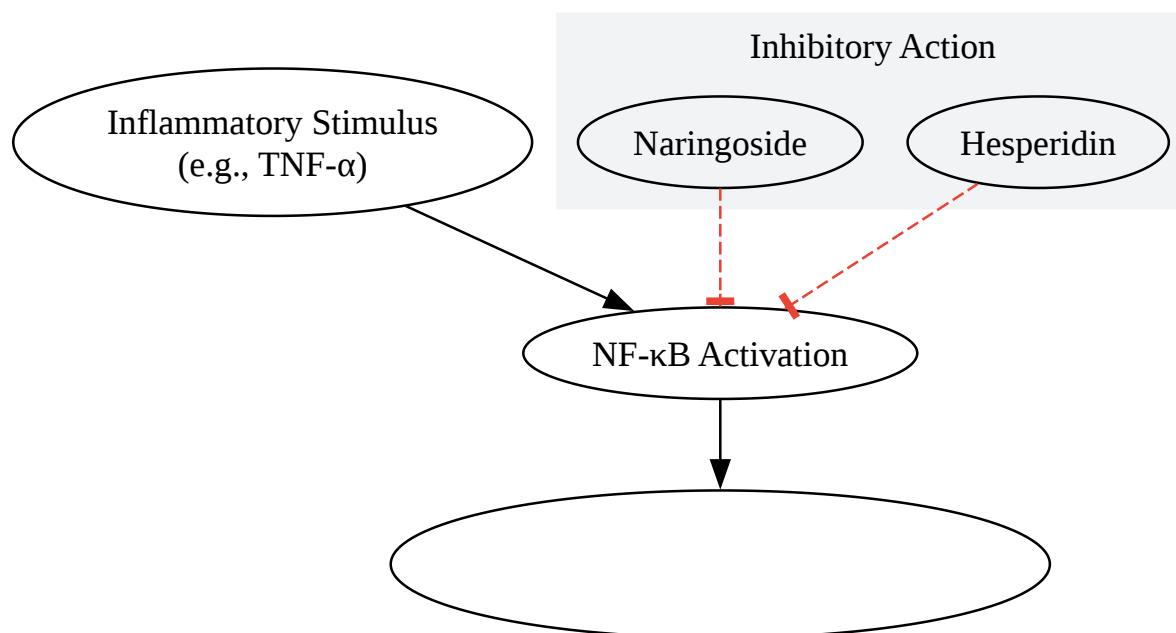 Inhibitory Action
Inflammatory Stimulus
(e.g., TNF-α)
Naringoside
Hesperidin
NF-κB Activation